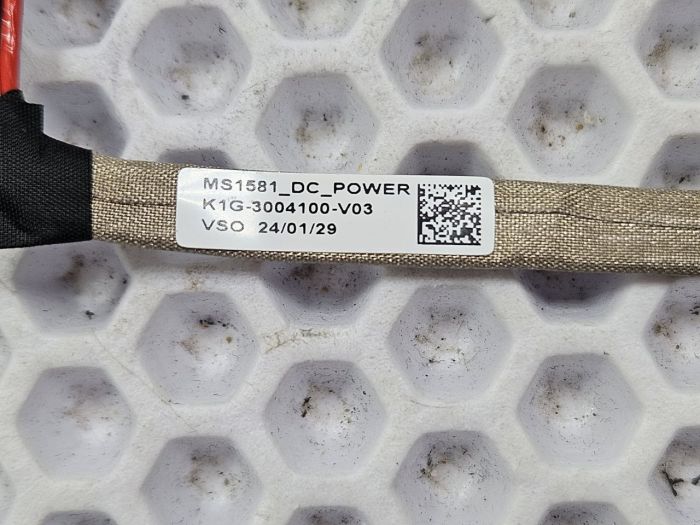 MS1581_DC_POWER
K1G-3004100-V03
VSO 24/01/29